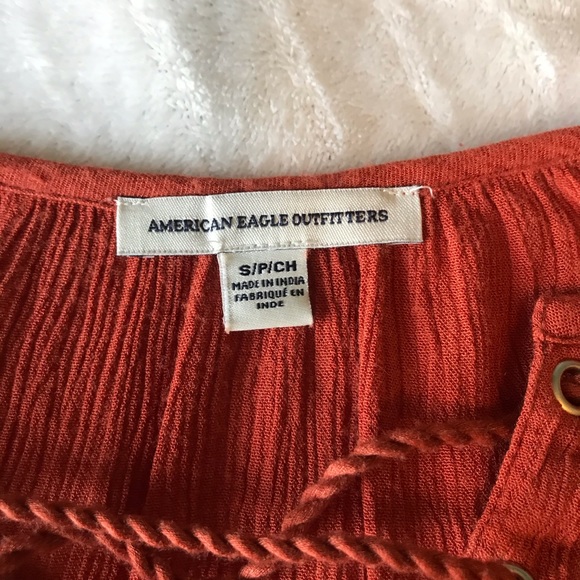 AMERICAN EAGLE OUTFITTERS
S/P/CH
MADE IN INDIA
FABRIQUÉ EN
INDE